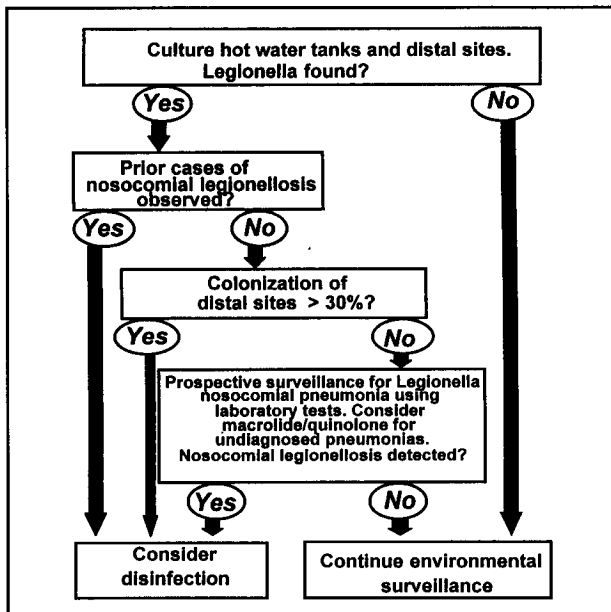 Culture hot water tanks and distal sites.
Legionella found?
Yes
No
Prior cases of
nosocomial legionellosis
observed?
Yes
No
Colonization of
distal sites > 30%?
Yes
No
Prospective surveillance for Legionella
nosocomial pneumonia using
laboratory tests. Consider
macrolide/quinolone for
undiagnosed pneumonias.
Nosocomial legionellosis detected?
Yes
No
Consider
disinfection
Continue environmental
surveillance